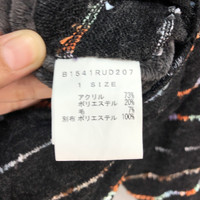 B1541RUD207
1 SIZE
アクリル 73%
ポリエステル 20%
毛 7%
別布 ポリエステル 100%